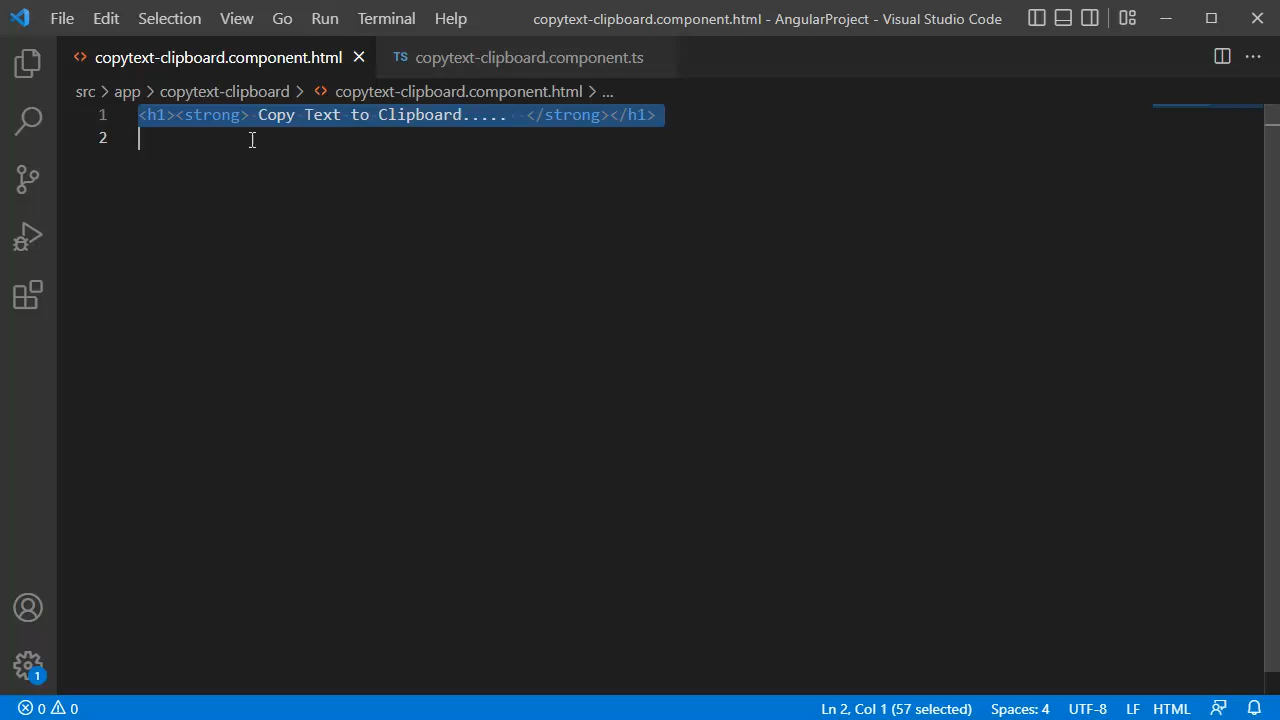 File Edit Selection View Go Run Terminal Help copytext-clipboard.component.html - AngularProject - Visual Studio Code
<> copytext-clipboard.component.html × TS copytext-clipboard.component.ts ...
src > app > copytext-clipboard > <> copytext-clipboard.component.html > ...
1 <h1><strong> Copy Text to Clipboard.....  </strong></h1>
2
1
0 0 Ln 2, Col 1 (57 selected) Spaces: 4 UTF-8 LF HTML